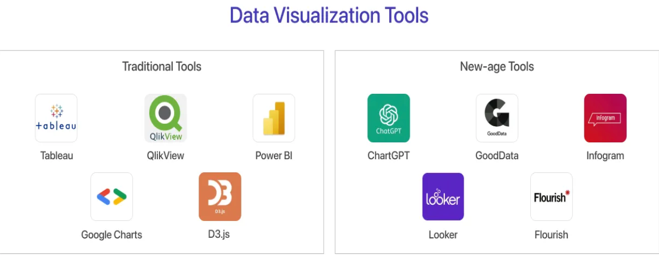 Data Visualization Tools
Traditional Tools
+ableau
QlikView
Tableau
QlikView
Power BI
D3
D3.js
Google Charts
D3.js
New-age Tools
ChatGPT
GoodData
Infogram
ChartGPT
GoodData
Infogram
looker
Flourish
Looker
Flourish